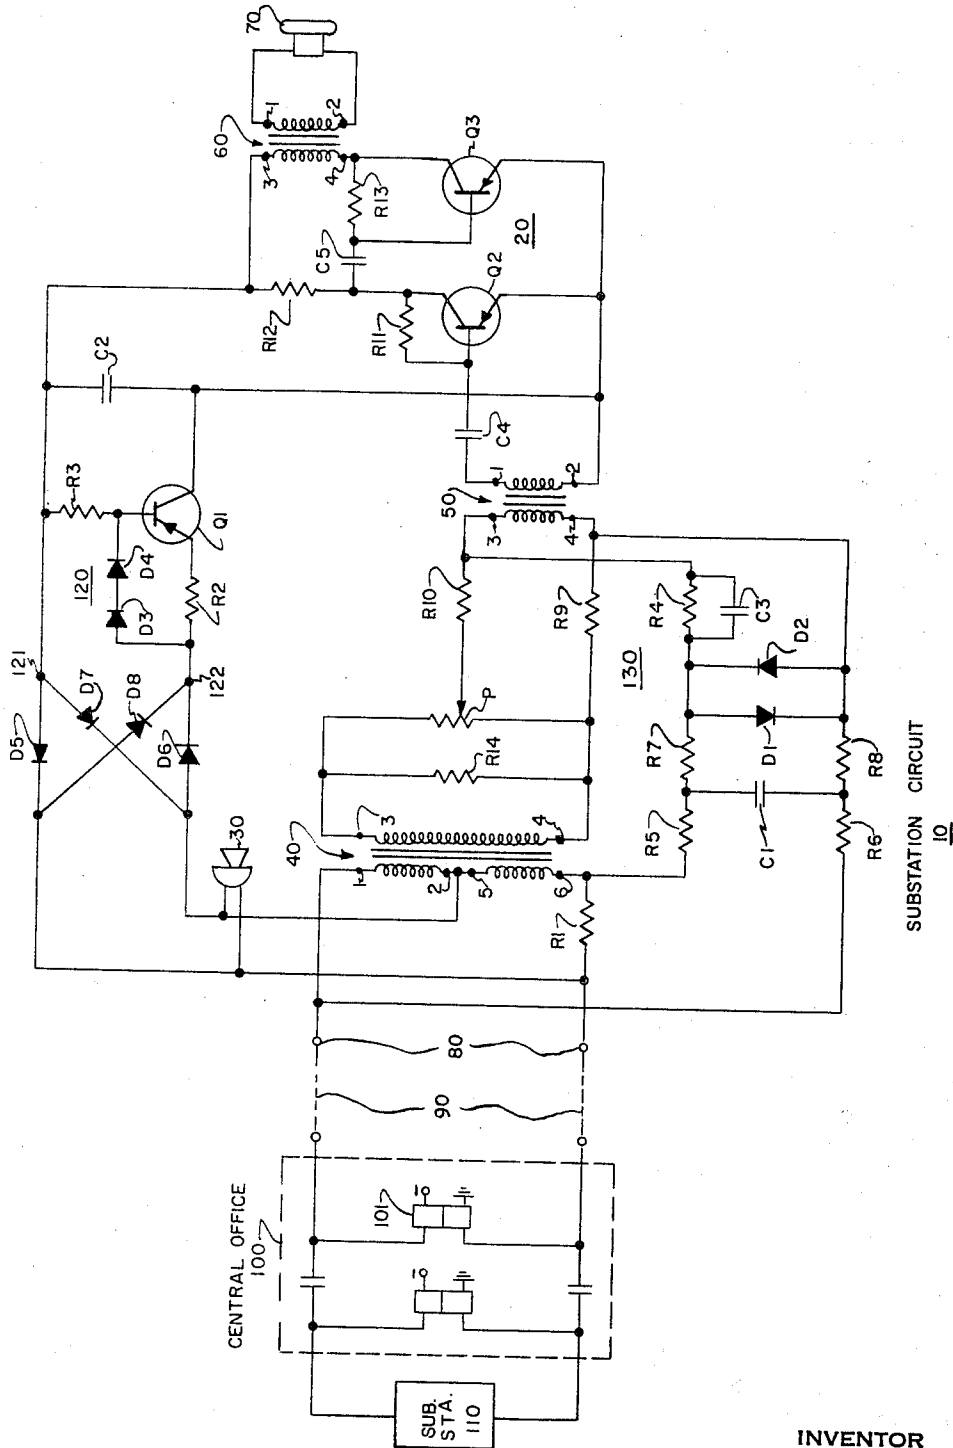 CENTRAL OFFICE
100
101
SUB.
STA.
110
90
80
SUBSTATION CIRCUIT
10
30
40
1
2
5
6
3
4
R1
R14
P
R10
R9
R5
R6
C1
R7
R8
D1
D2
130
R4
C3
50
3
4
1
2
C4
D5
121
D7
D8
D6
122
120
D3
D4
R2
R3
Q1
C2
R12
R11
C5
R13
Q2
Q3
20
60
3
4
1
2
70
INVENTOR